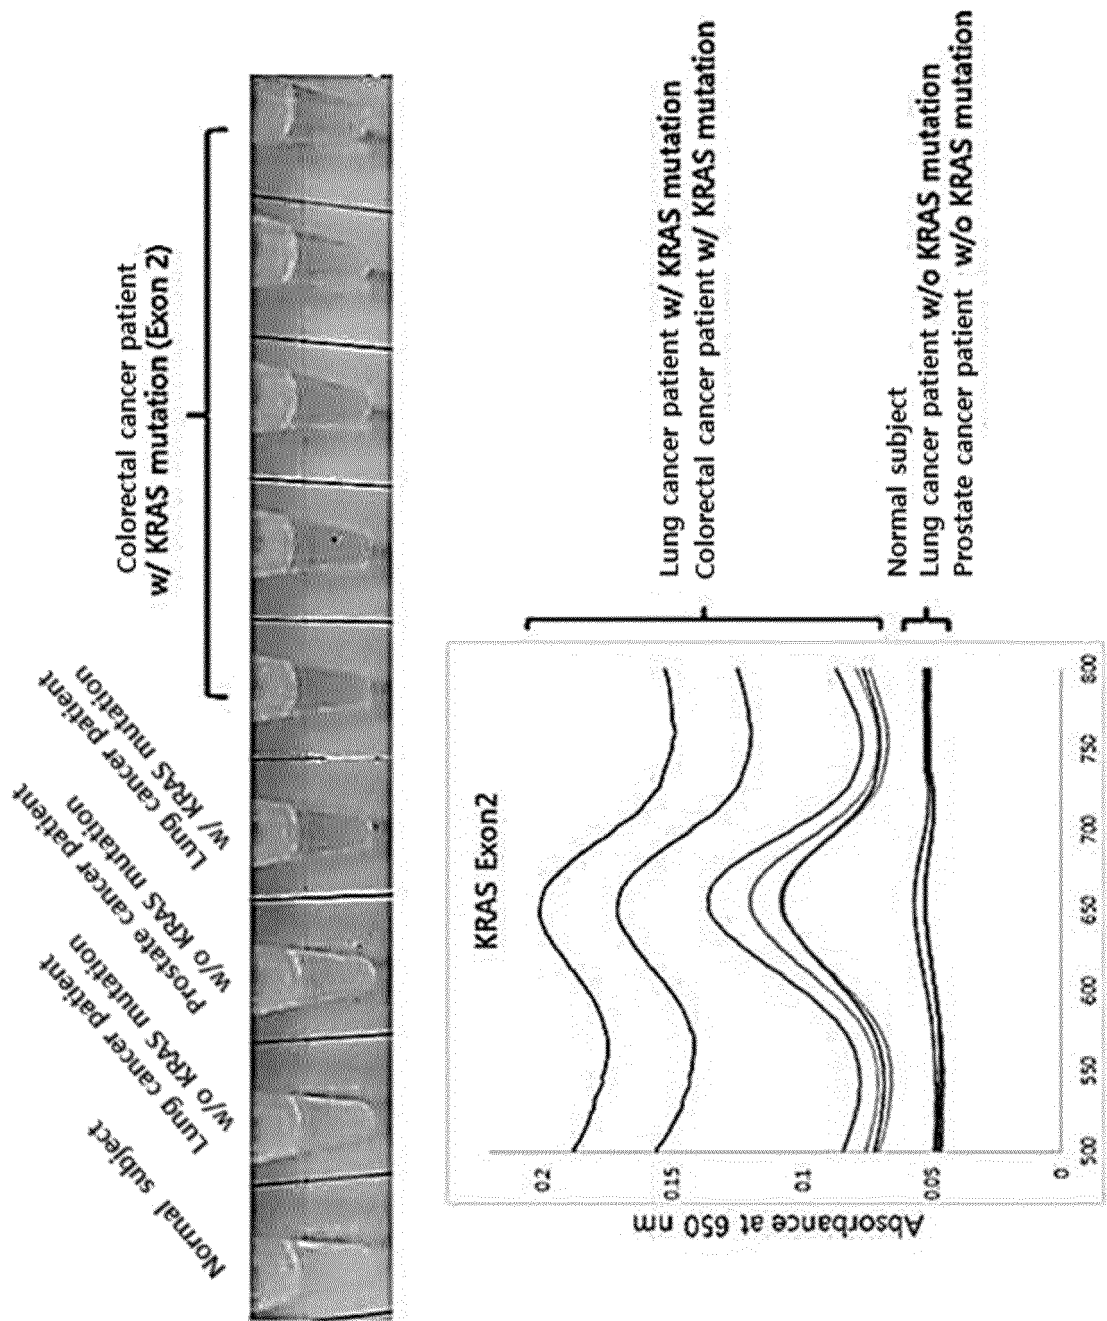 Colorectal cancer patient
w/ KRAS mutation (Exon 2)
Normal subject
Lung cancer patient
w/o KRAS mutation
Prostate cancer patient
w/o KRAS mutation
Lung cancer patient
w/ KRAS mutation
KRAS Exon2
Absorbance at 650 nm
0.2
0.15
0.1
0.05
0
500
550
600
650
700
750
800
Lung cancer patient w/ KRAS mutation
Colorectal cancer patient w/ KRAS mutation
Normal subject
Lung cancer patient w/o KRAS mutation
Prostate cancer patient w/o KRAS mutation